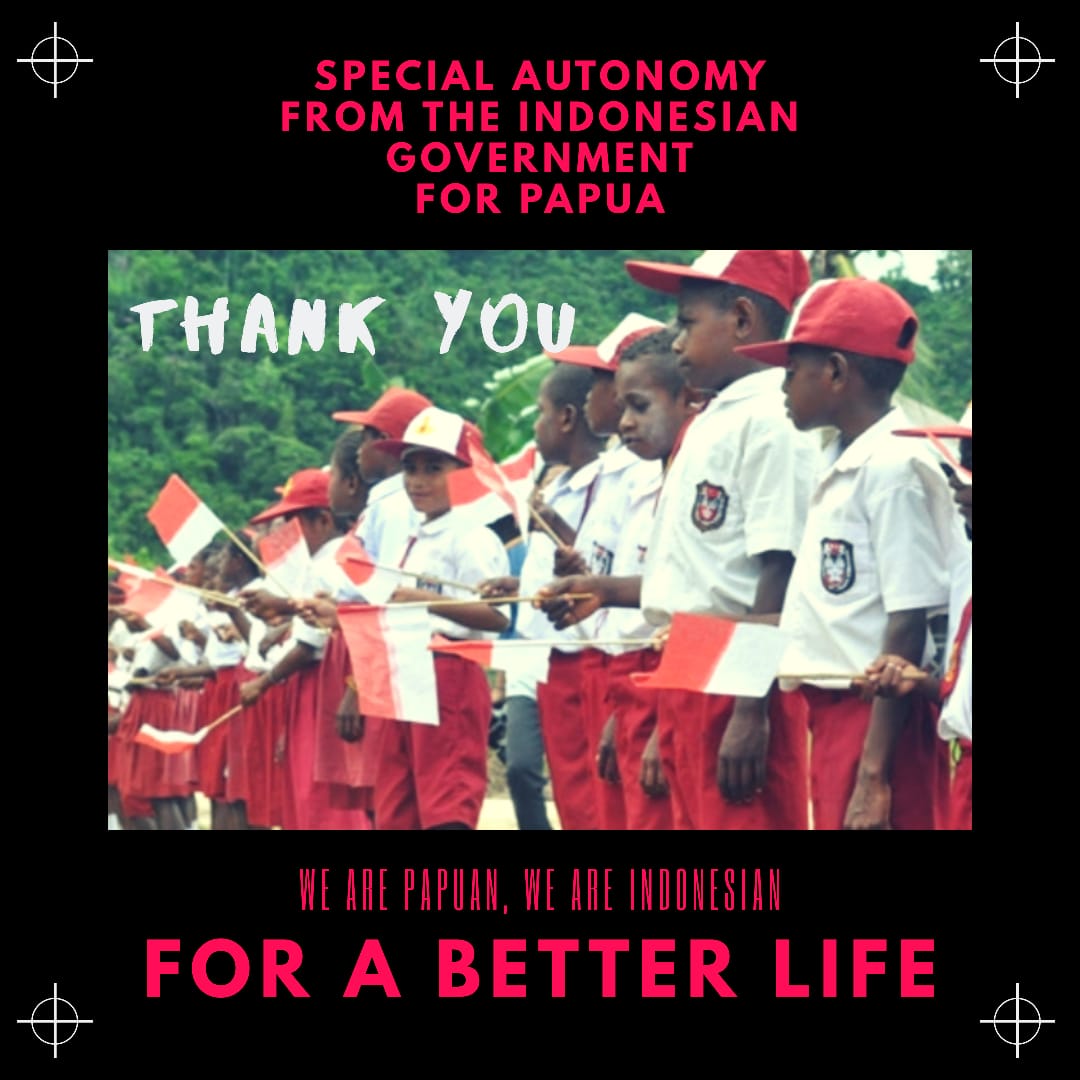 SPECIAL AUTONOMY
FROM THE INDONESIAN
GOVERNMENT
FOR PAPUA
THANK YOU
WE ARE PAPUAN, WE ARE INDONESIAN
FOR A BETTER LIFE